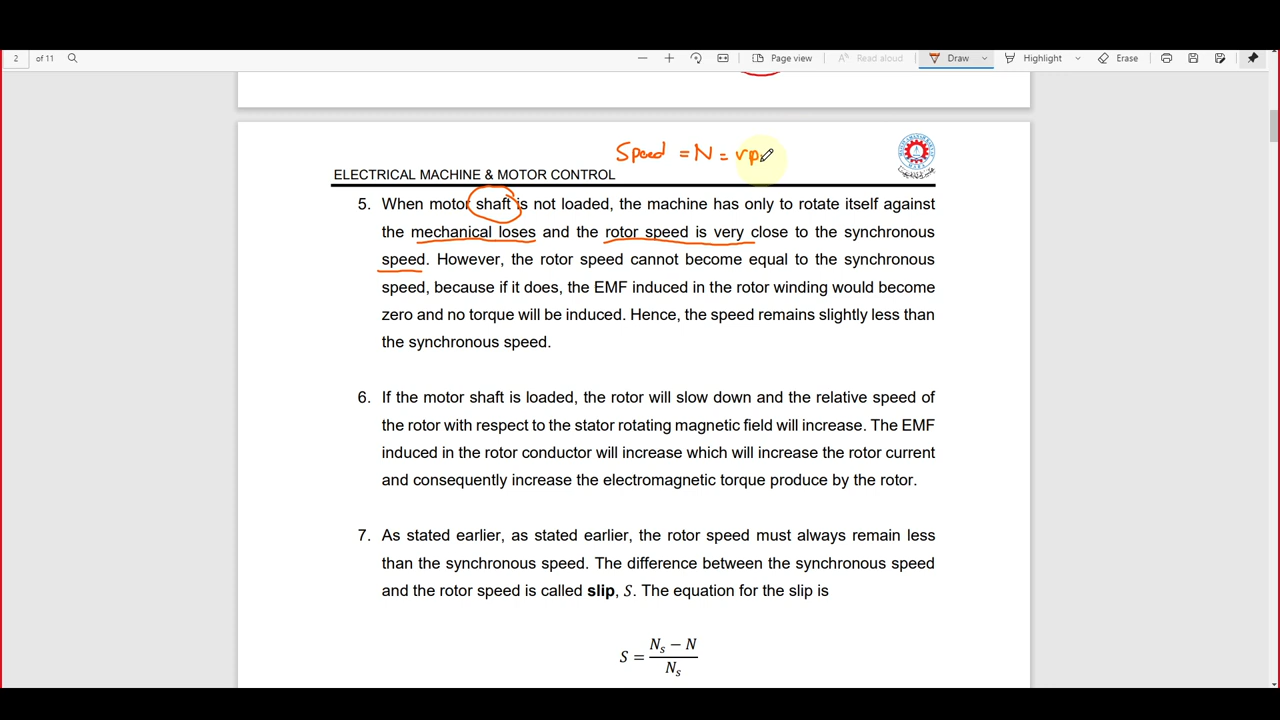 2 of 11
Page view
Read aloud
Draw
Highlight
Erase
Speed = N = rp
ELECTRICAL MACHINE & MOTOR CONTROL
5. When motor shaft is not loaded, the machine has only to rotate itself against
the mechanical loses and the rotor speed is very close to the synchronous
speed. However, the rotor speed cannot become equal to the synchronous
speed, because if it does, the EMF induced in the rotor winding would become
zero and no torque will be induced. Hence, the speed remains slightly less than
the synchronous speed.
6. If the motor shaft is loaded, the rotor will slow down and the relative speed of
the rotor with respect to the stator rotating magnetic field will increase. The EMF
induced in the rotor conductor will increase which will increase the rotor current
and consequently increase the electromagnetic torque produce by the rotor.
7. As stated earlier, as stated earlier, the rotor speed must always remain less
than the synchronous speed. The difference between the synchronous speed
and the rotor speed is called slip, S. The equation for the slip is
S = (Nₛ − N) / Nₛ